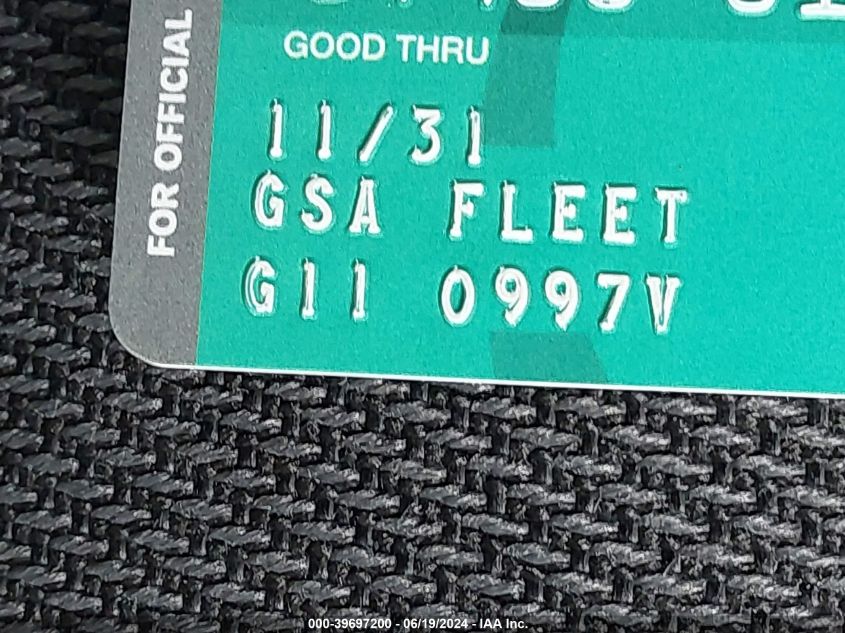 GOOD THRU
FOR OFFICIAL
11/31
GSA FLEET
G11 0997V
000-39697200 - 06/19/2024 - IAA Inc.